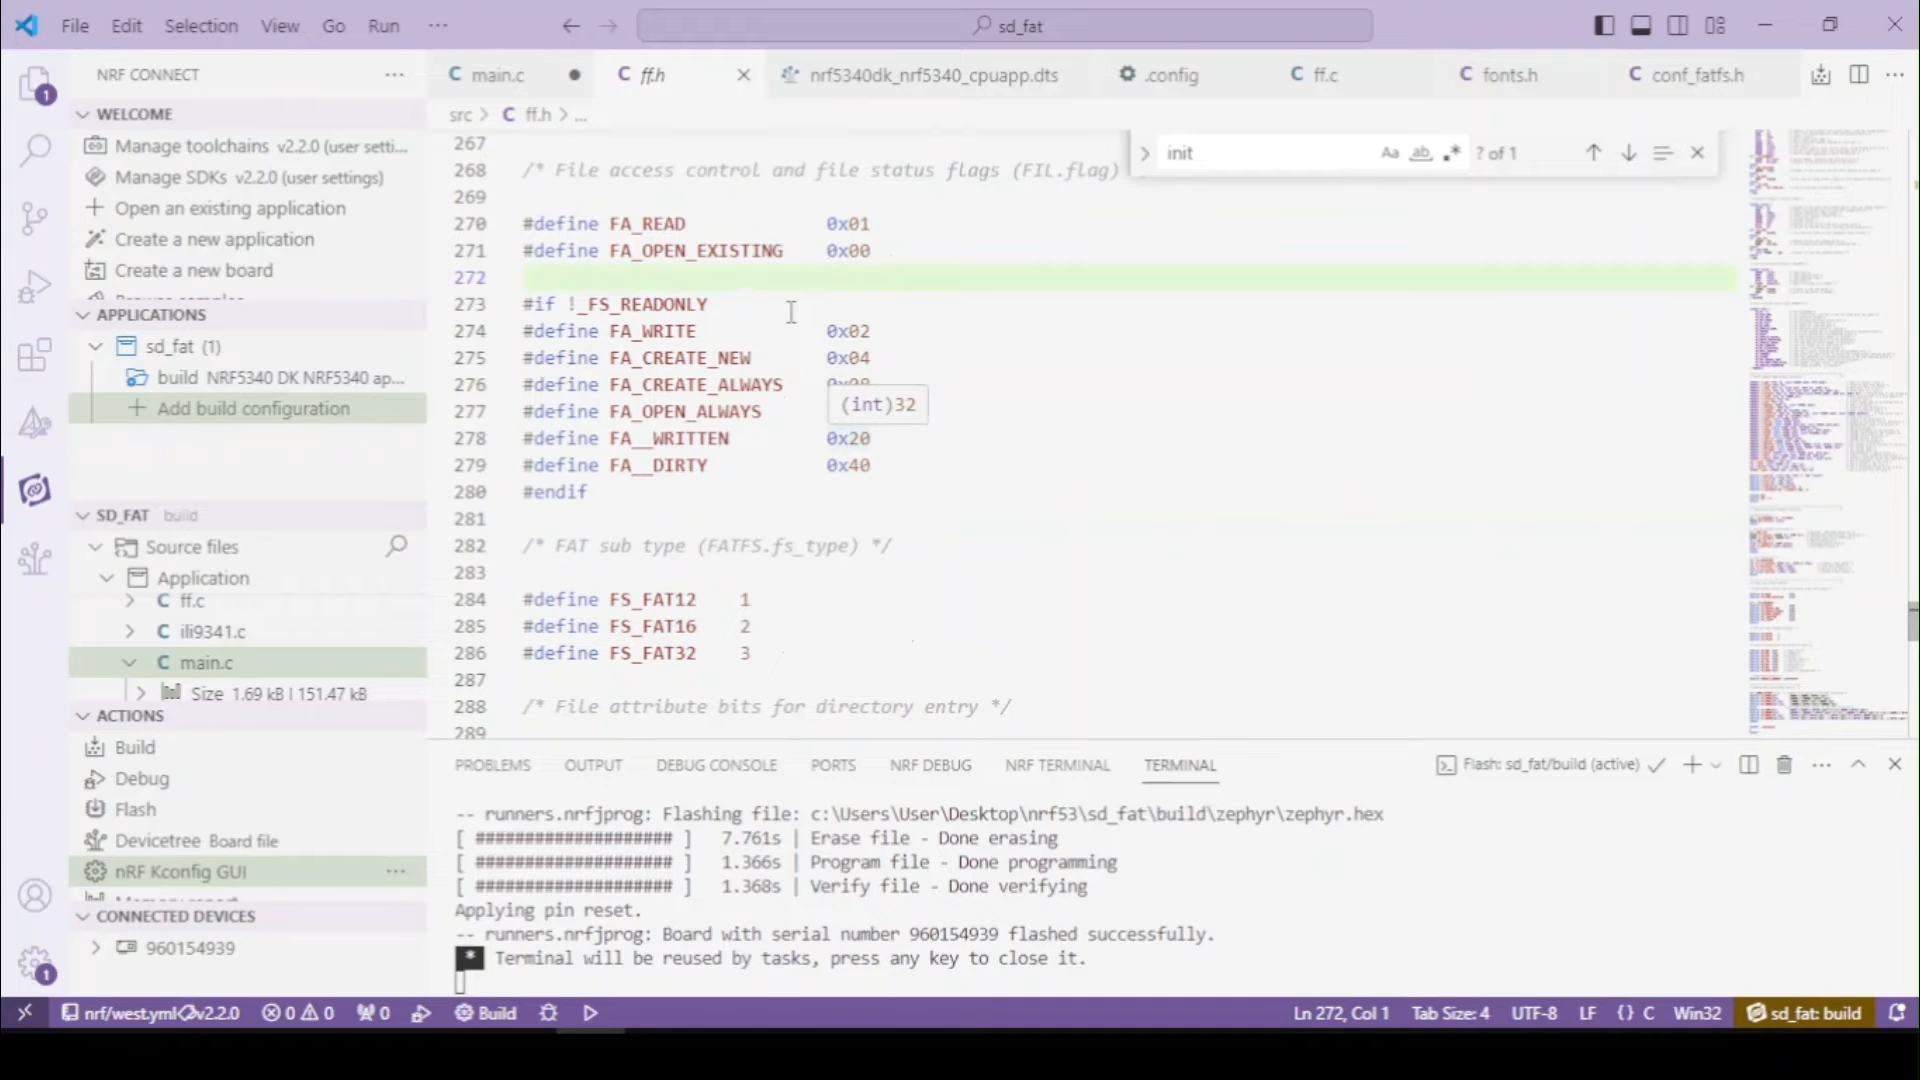 File Edit Selection View Go Run ··· sd_fat
NRF CONNECT ···
WELCOME
Manage toolchains v2.2.0 (user setti...
Manage SDKs v2.2.0 (user settings)
Open an existing application
Create a new application
Create a new board
APPLICATIONS
sd_fat (1)
build NRF5340 DK NRF5340 ap...
Add build configuration
SD_FAT build
Source files
Application
C ff.c
C ili9341.c
C main.c
Size 1.69 kB | 151.47 kB
ACTIONS
Build
Debug
Flash
Devicetree Board file
nRF Kconfig GUI ···
CONNECTED DEVICES
960154939
1
1
C main.c C ff.h nrf5340dk_nrf5340_cpuapp.dts .config C ff.c C fonts.h C conf_fatfs.h ···
src > C ff.h > ...
init Aa ab .* ? of 1
267
268 /* File access control and file status flags (FIL.flag)
269
270 #define FA_READ 0x01
271 #define FA_OPEN_EXISTING 0x00
272
273 #if !_FS_READONLY
274 #define FA_WRITE 0x02
275 #define FA_CREATE_NEW 0x04
276 #define FA_CREATE_ALWAYS
277 #define FA_OPEN_ALWAYS (int)32
278 #define FA__WRITTEN 0x20
279 #define FA__DIRTY 0x40
280 #endif
281
282 /* FAT sub type (FATFS.fs_type) */
283
284 #define FS_FAT12 1
285 #define FS_FAT16 2
286 #define FS_FAT32 3
287
288 /* File attribute bits for directory entry */
289
PROBLEMS OUTPUT DEBUG CONSOLE PORTS NRF DEBUG NRF TERMINAL TERMINAL Flash: sd_fat/build (active)
-- runners.nrfjprog: Flashing file: c:\Users\User\Desktop\nrf53\sd_fat\build\zephyr\zephyr.hex
[ #################### ] 7.761s | Erase file - Done erasing
[ #################### ] 1.366s | Program file - Done programming
[ #################### ] 1.368s | Verify file - Done verifying
Applying pin reset.
-- runners.nrfjprog: Board with serial number 960154939 flashed successfully.
* Terminal will be reused by tasks, press any key to close it.
nrf/west.yml v2.2.0 0 0 0 Build Ln 272, Col 1 Tab Size: 4 UTF-8 LF {} C Win32 sd_fat: build